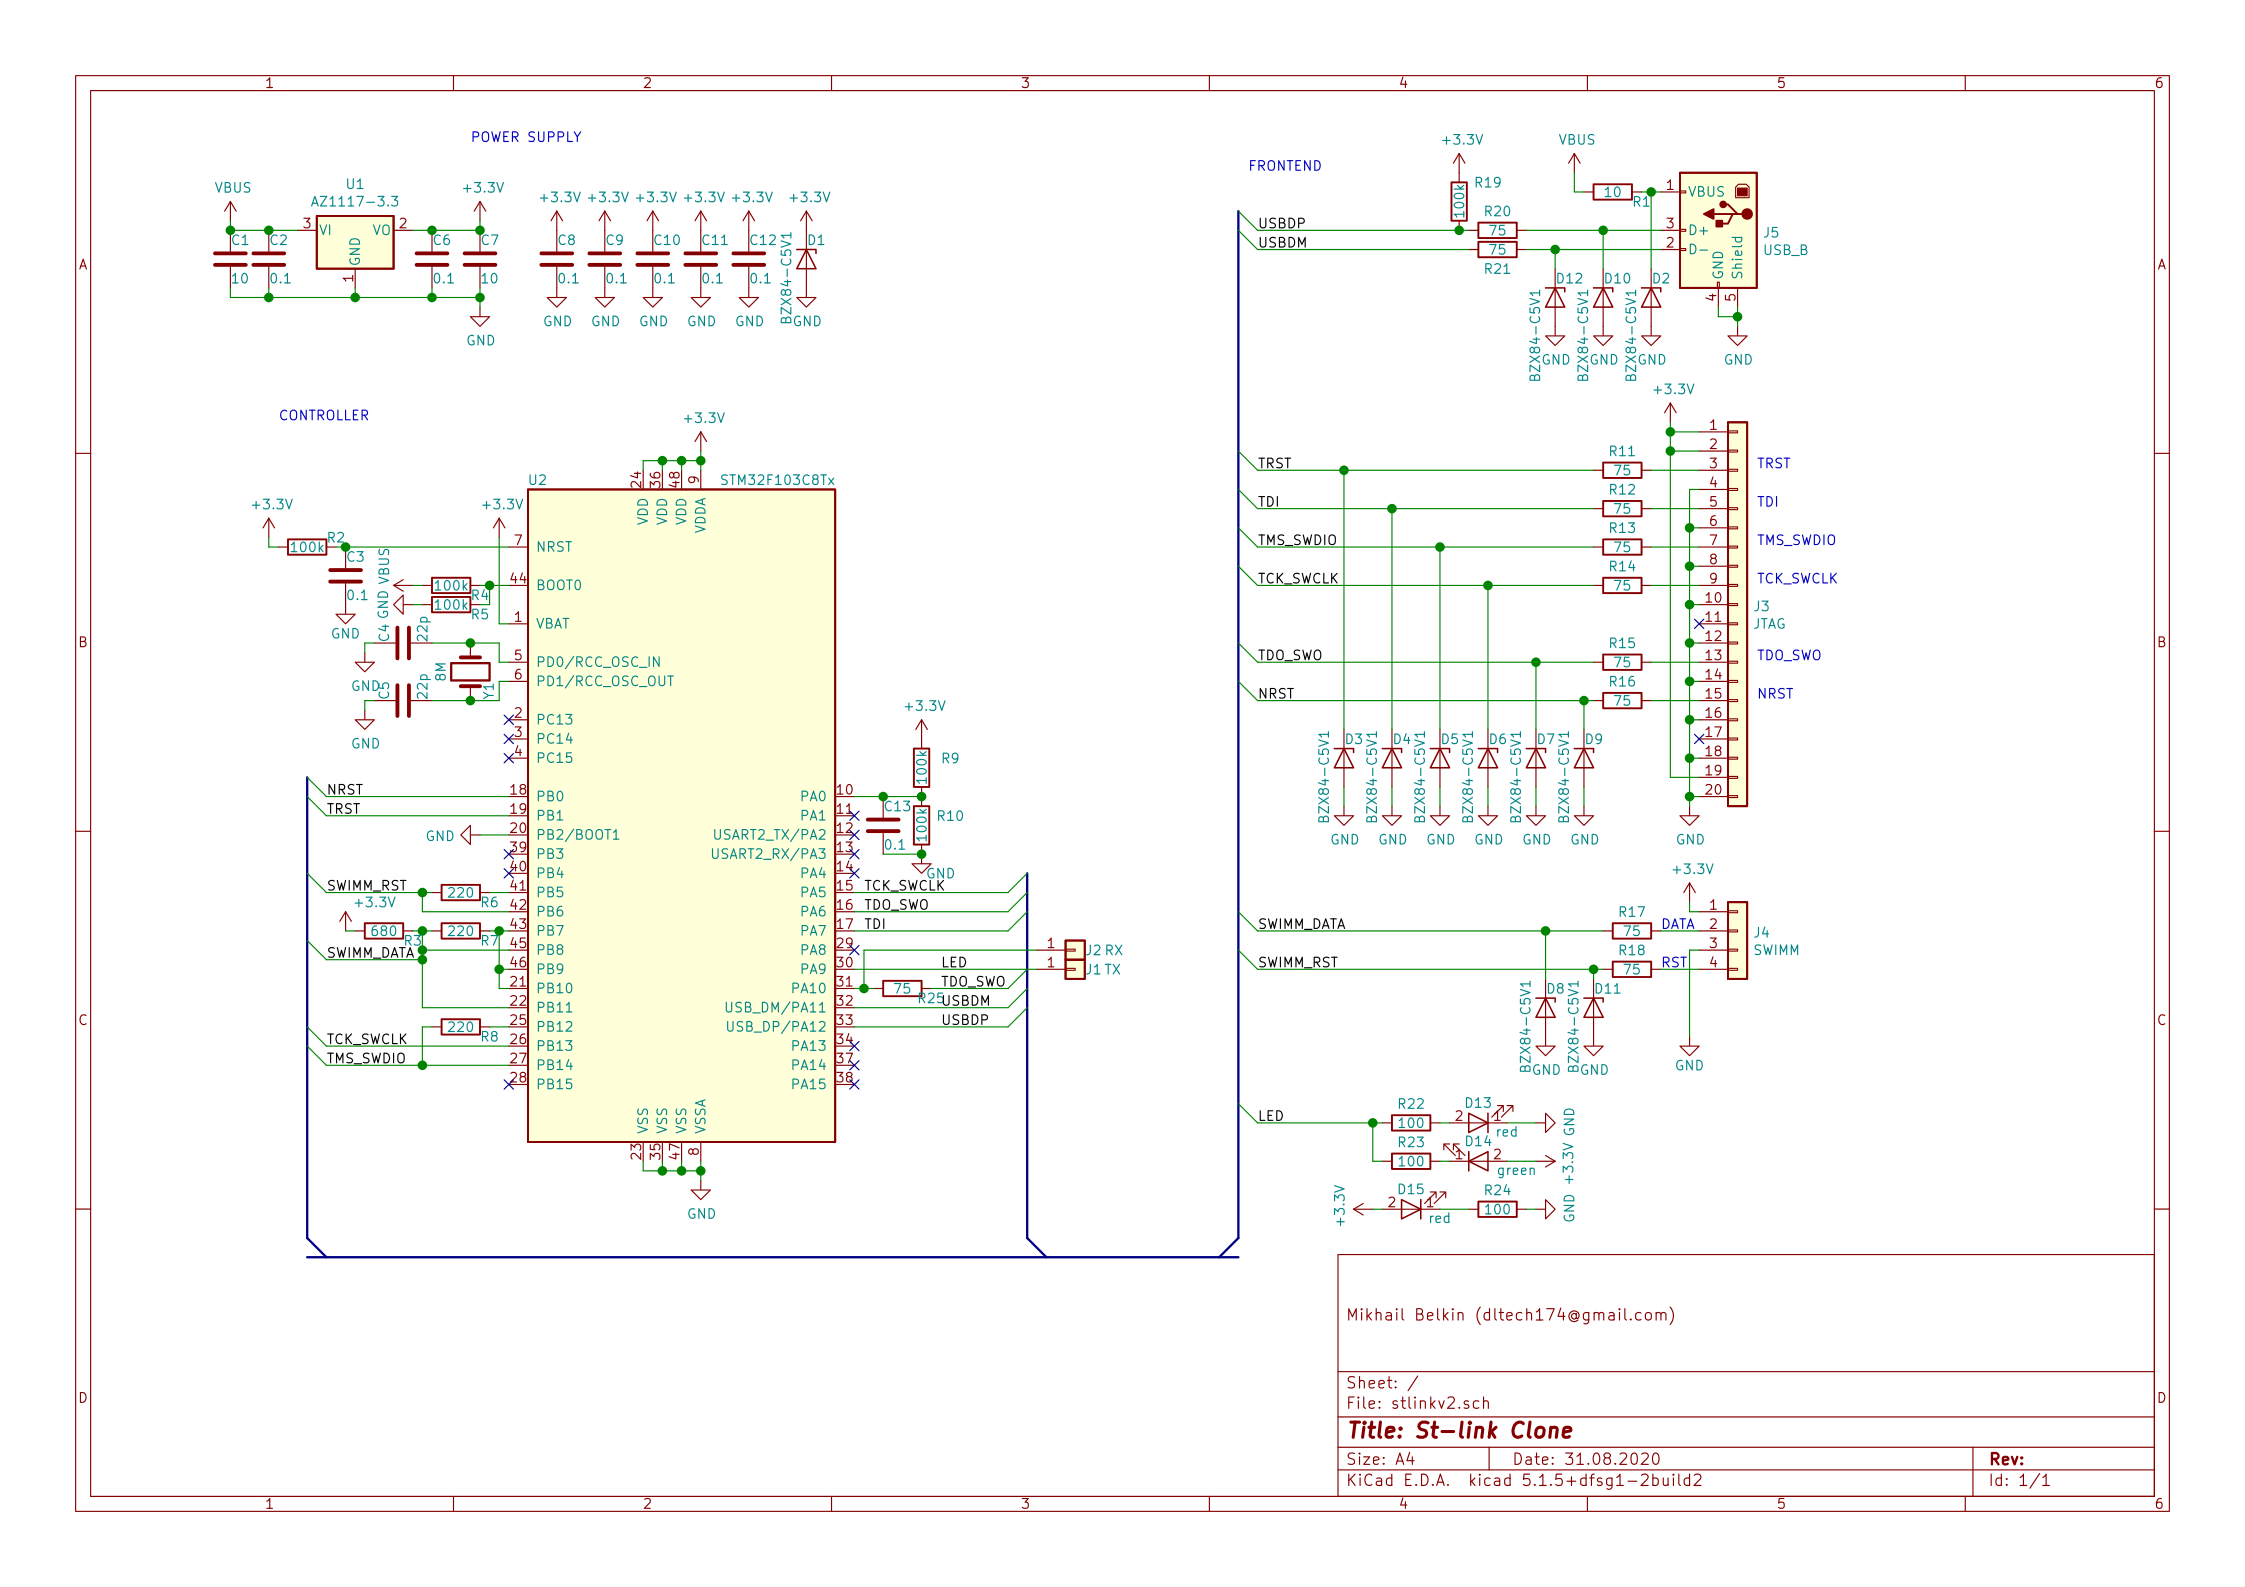 1 2 3 4 5 6
A
B
C
D
POWER SUPPLY
VBUS
U1
AZ1117-3.3
+3.3V
3 VI
VO 2
GND
1
C1
10
C2
0.1
C6
0.1
C7
10
GND
+3.3V +3.3V +3.3V +3.3V +3.3V +3.3V
C8 C9 C10 C11 C12 D1
0.1 0.1 0.1 0.1 0.1
BZX84-C5V1
GND GND GND GND GND GND
CONTROLLER
+3.3V
U2
STM32F103C8Tx
24 36 48 9
VDD VDD VDD VDDA
+3.3V
+3.3V
R2
100k
C3
0.1
GND
VBUS
GND
100k
R4
100k
R5
C4
22p
GND
8M
Y1
C5
22p
GND
7 NRST
44 BOOT0
1 VBAT
5 PD0/RCC_OSC_IN
6 PD1/RCC_OSC_OUT
2 PC13
3 PC14
4 PC15
NRST 18 PB0
TRST 19 PB1
GND 20 PB2/BOOT1
39 PB3
40 PB4
SWIMM_RST 220 R6 41 PB5
42 PB6
+3.3V 680 R3 220 R7 43 PB7
45 PB8
SWIMM_DATA 46 PB9
21 PB10
22 PB11
220 R8 25 PB12
TCK_SWCLK 26 PB13
TMS_SWDIO 27 PB14
28 PB15
+3.3V
100k R9
C13
0.1
100k R10
GND
PA0 10
PA1 11
USART2_TX/PA2 12
USART2_RX/PA3 13
PA4 14
PA5 15 TCK_SWCLK
PA6 16 TDO_SWO
PA7 17 TDI
PA8 29
PA9 30 LED
PA10 31 75 R25 TDO_SWO
USB_DM/PA11 32 USBDM
USB_DP/PA12 33 USBDP
PA13 34
PA14 37
PA15 38
1 J2 RX
1 J1 TX
VSS VSS VSS VSSA
23 35 47 8
GND
FRONTEND
+3.3V
R19
100k
VBUS
10
R1
USBDP
R20
75
USBDM
75
R21
1 VBUS
3 D+
2 D-
GND
Shield
4 5
J5
USB_B
D12 D10 D2
BZX84-C5V1 BZX84-C5V1 BZX84-C5V1
GND GND GND GND
+3.3V
1
2
TRST R11 75 3 TRST
4
TDI R12 75 5 TDI
6
TMS_SWDIO R13 75 7 TMS_SWDIO
8
TCK_SWCLK R14 75 9 TCK_SWCLK
10
J3
11
JTAG
12
TDO_SWO R15 75 13 TDO_SWO
14
NRST R16 75 15 NRST
16
17
18
19
20
D3 D4 D5 D6 D7 D9
BZX84-C5V1 BZX84-C5V1 BZX84-C5V1 BZX84-C5V1 BZX84-C5V1 BZX84-C5V1
GND GND GND GND GND GND GND
+3.3V
1
SWIMM_DATA R17 75 DATA 2
J4
3
SWIMM
SWIMM_RST R18 75 RST 4
D8 D11
BZX84-C5V1 BZX84-C5V1
GND GND GND
LED R22 100 2 D13 1 red GND
R23 100 1 D14 2 green +3.3V
+3.3V 2 D15 1 red R24 100 GND
Mikhail Belkin (dltech174@gmail.com)
Sheet: /
File: stlinkv2.sch
Title: St-link Clone
Size: A4 Date: 31.08.2020 Rev:
KiCad E.D.A. kicad 5.1.5+dfsg1-2build2 Id: 1/1
A
B
C
D
1 2 3 4 5 6